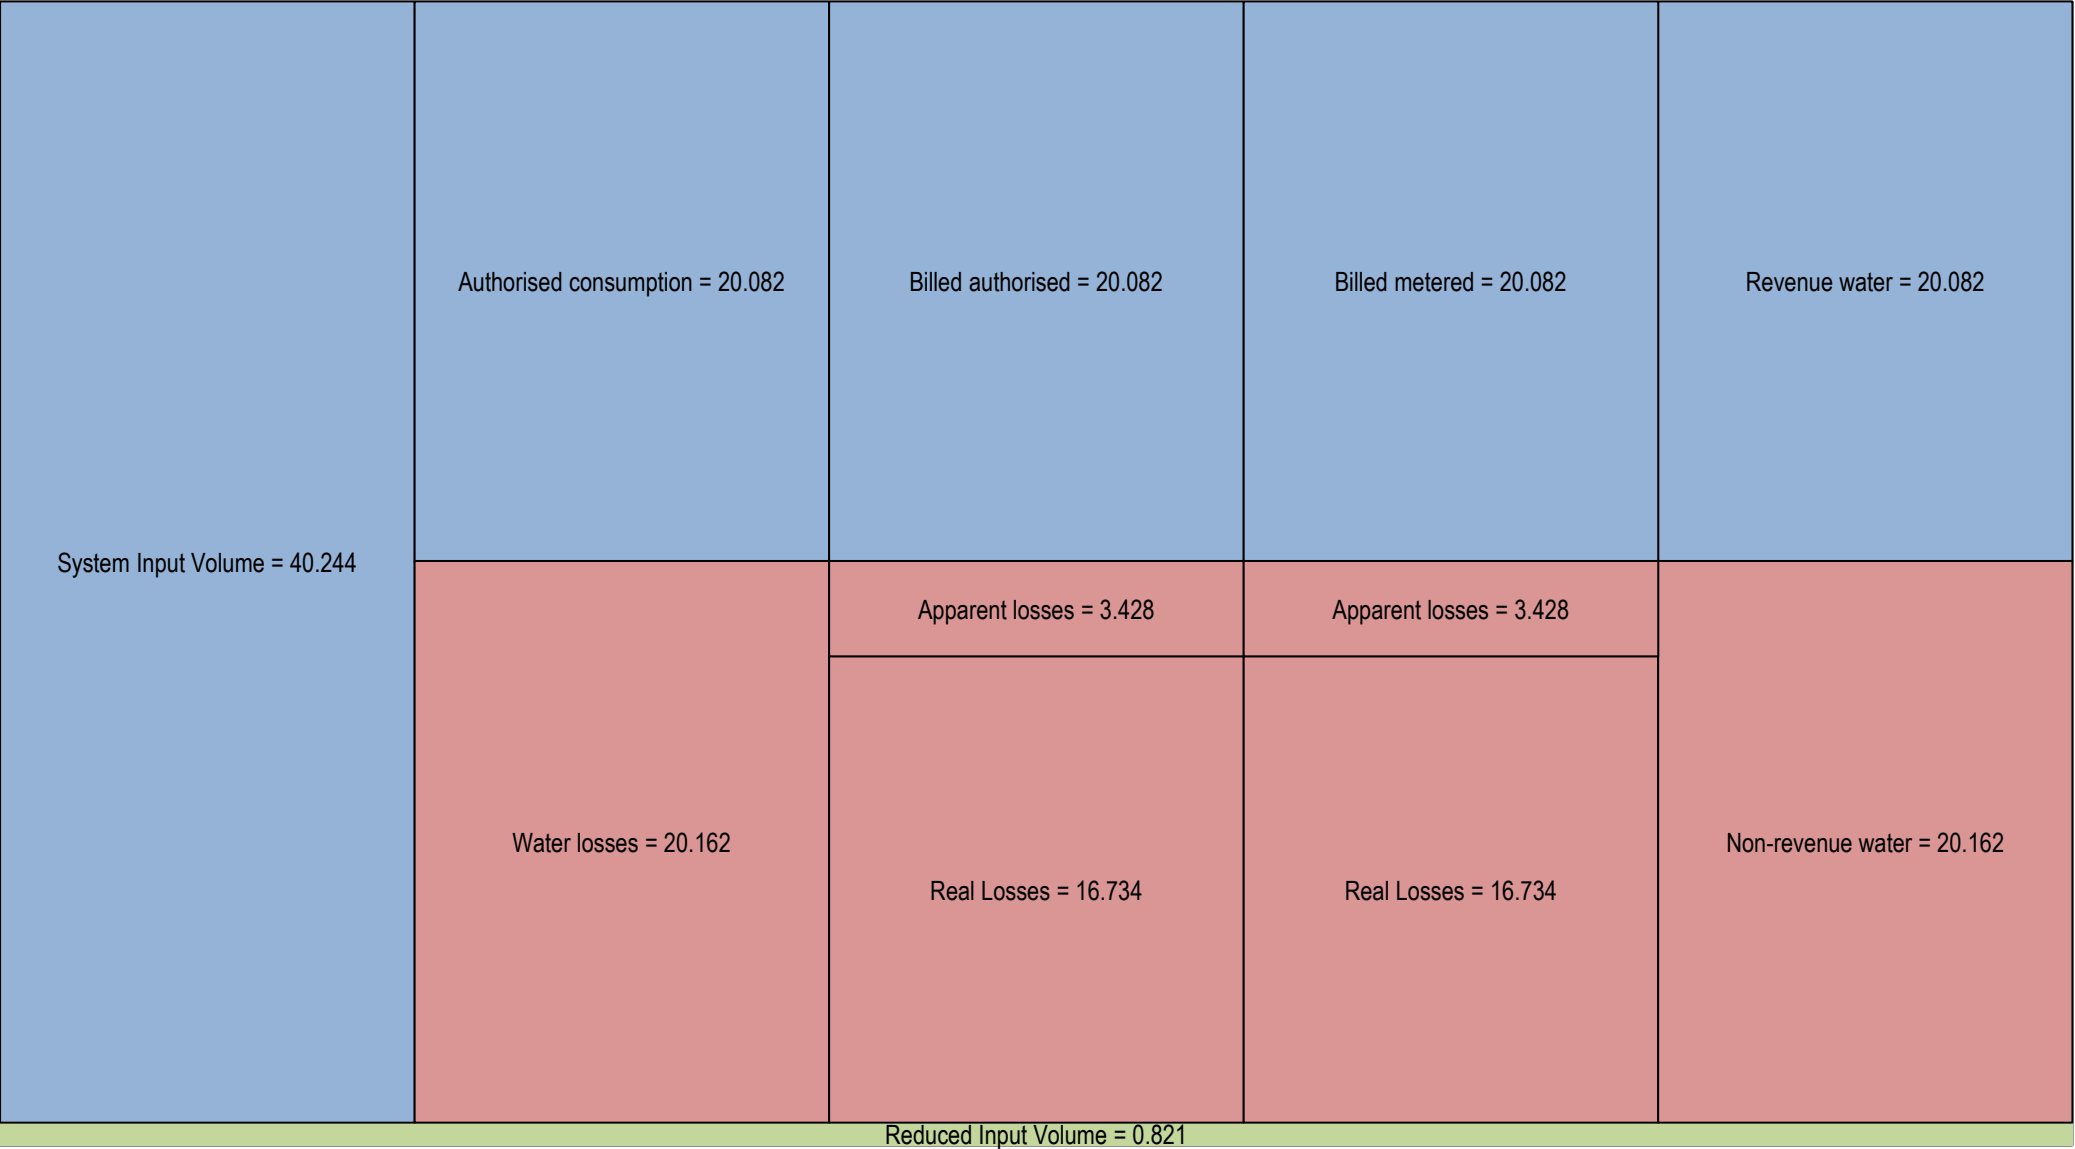 System Input Volume = 40.244
Authorised consumption = 20.082
Billed authorised = 20.082
Billed metered = 20.082
Revenue water = 20.082
Water losses = 20.162
Apparent losses = 3.428
Apparent losses = 3.428
Real Losses = 16.734
Real Losses = 16.734
Non-revenue water = 20.162
Reduced Input Volume = 0.821